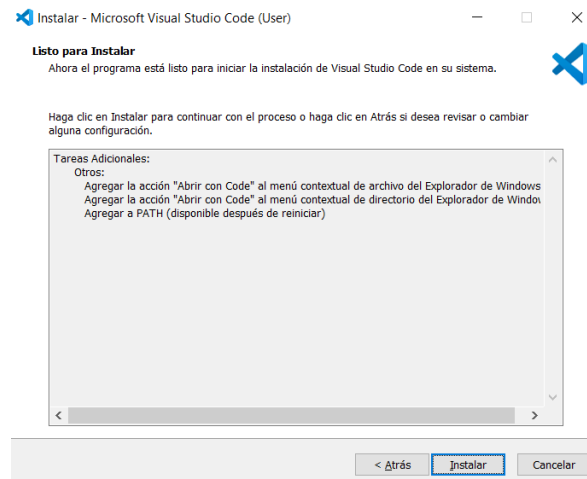 Instalar - Microsoft Visual Studio Code (User)
Listo para Instalar
Ahora el programa está listo para iniciar la instalación de Visual Studio Code en su sistema.
Haga clic en Instalar para continuar con el proceso o haga clic en Atrás si desea revisar o cambiar
alguna configuración.
Tareas Adicionales:
Otros:
Agregar la acción "Abrir con Code" al menú contextual de archivo del Explorador de Windows
Agregar la acción "Abrir con Code" al menú contextual de directorio del Explorador de
Agregar a PATH (disponible después de reiniciar)
< Atrás
Instalar
Cancelar